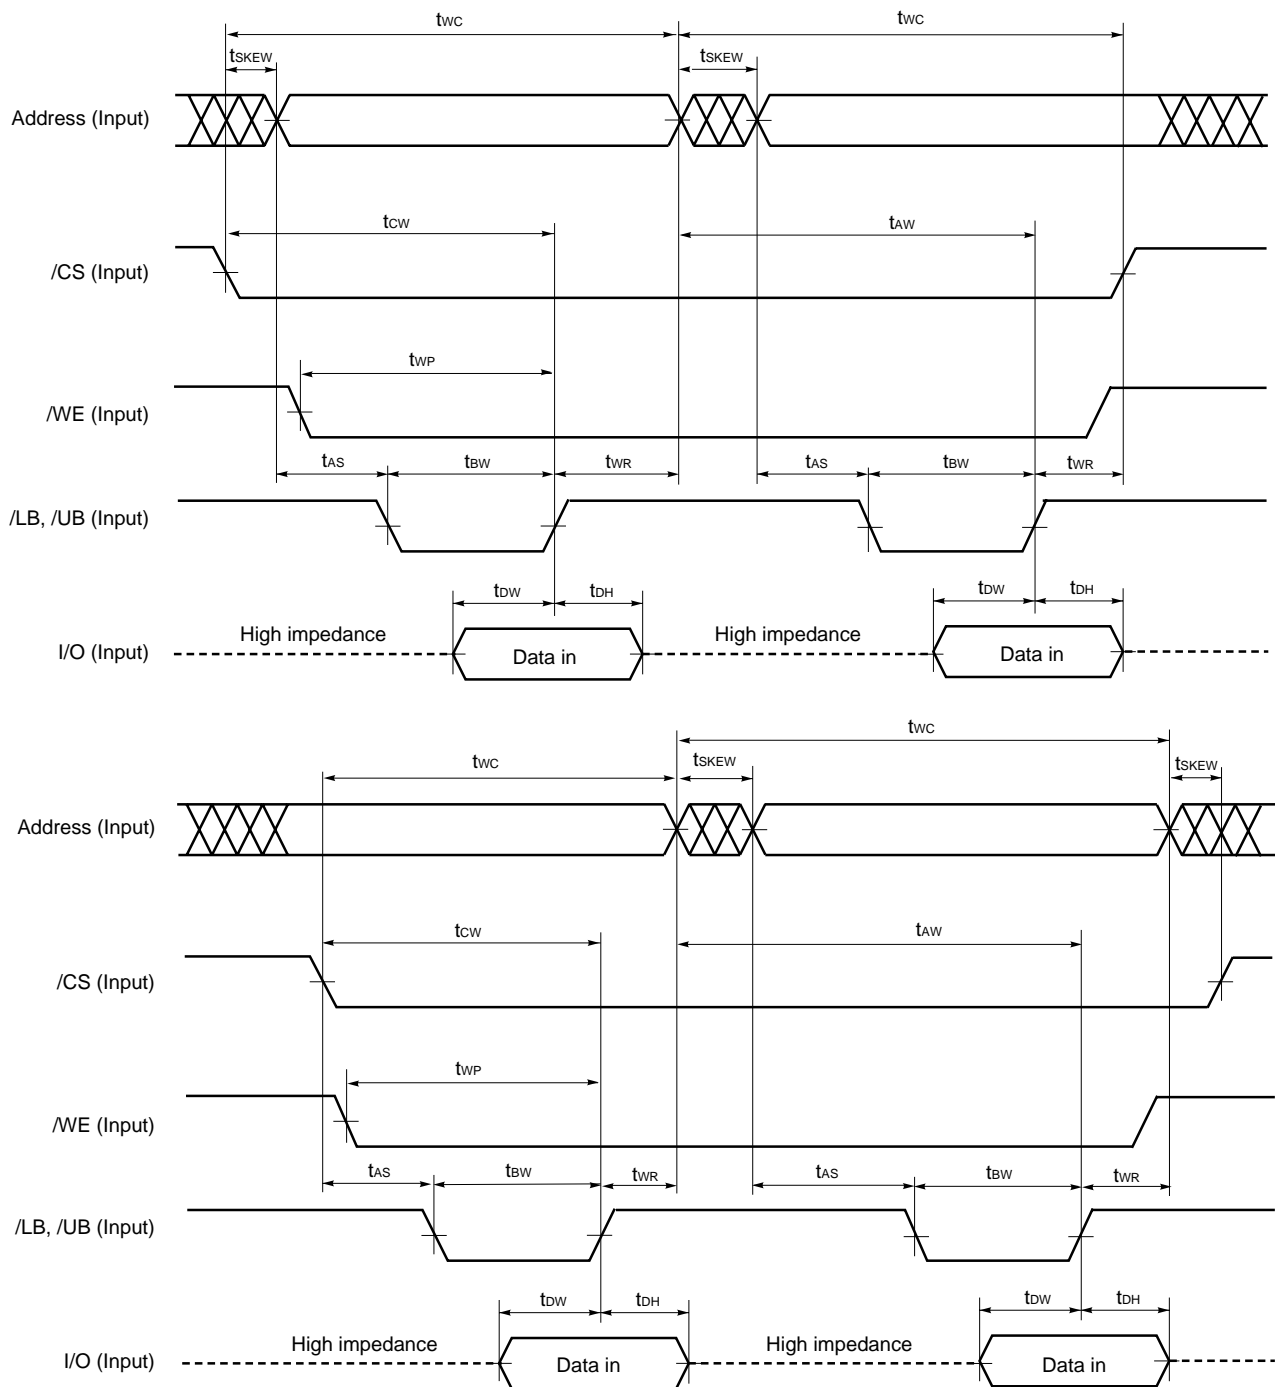 tWC tWC
tSKEW tSKEW
Address (Input)
tCW tAW
/CS (Input)
tWP
/WE (Input)
tAS tBW tWR tAS tBW tWR
/LB, /UB (Input)
tDW tDH tDW tDH
High impedance High impedance
I/O (Input) Data in Data in
tWC
tWC tSKEW tSKEW
Address (Input)
tCW tAW
/CS (Input)
tWP
/WE (Input)
tAS tBW tWR tAS tBW tWR
/LB, /UB (Input)
tDW tDH tDW tDH
High impedance High impedance
I/O (Input) Data in Data in